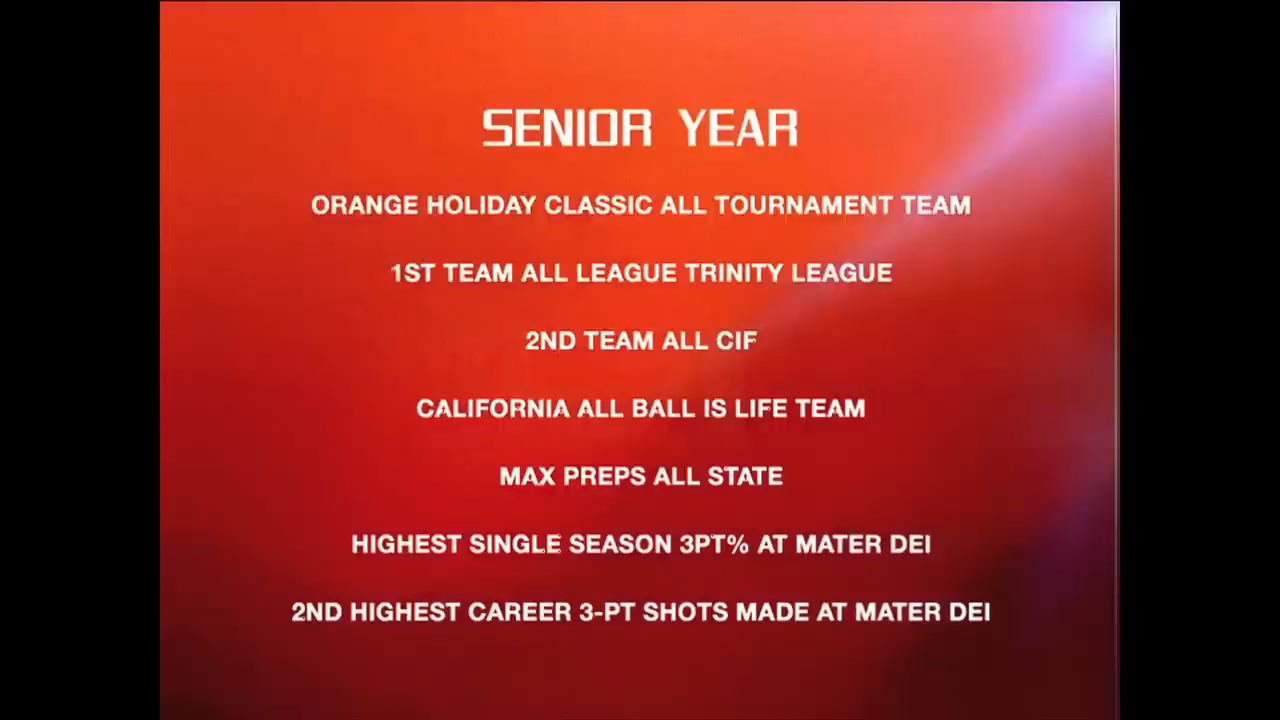 SENIOR YEAR
ORANGE HOLIDAY CLASSIC ALL TOURNAMENT TEAM
1ST TEAM ALL LEAGUE TRINITY LEAGUE
2ND TEAM ALL CIF
CALIFORNIA ALL BALL IS LIFE TEAM
MAX PREPS ALL STATE
HIGHEST SINGLE SEASON 3PT% AT MATER DEI
2ND HIGHEST CAREER 3-PT SHOTS MADE AT MATER DEI